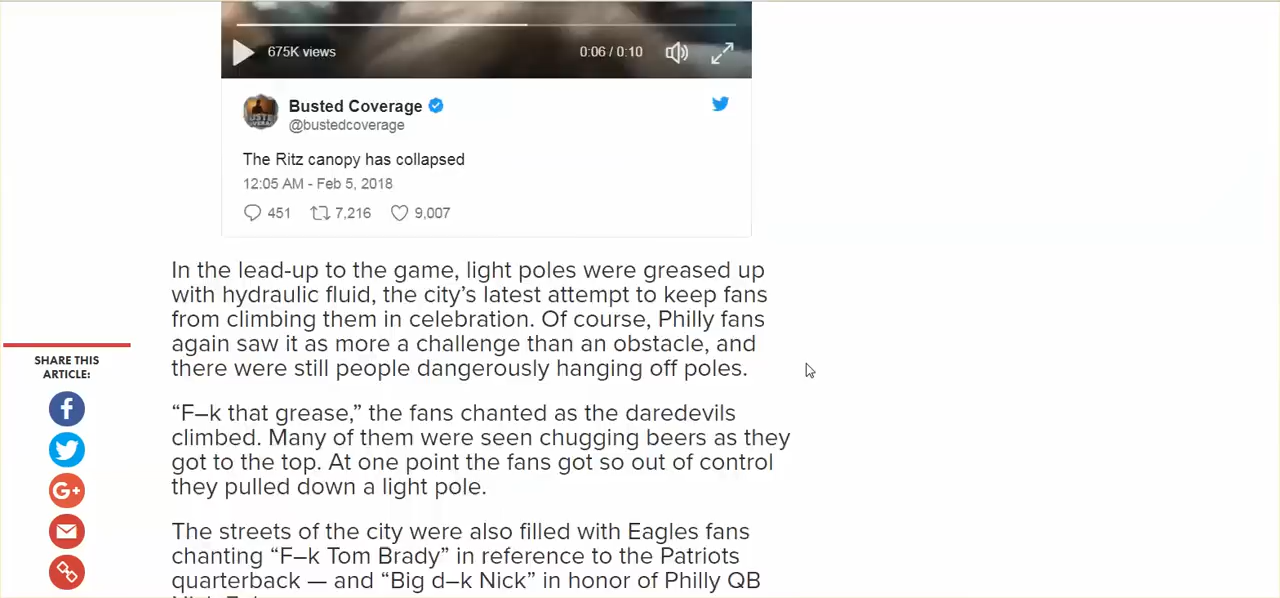 675K views
0:06 / 0:10
Busted Coverage
@bustedcoverage
The Ritz canopy has collapsed
12:05 AM - Feb 5, 2018
451 7,216 9,007
In the lead-up to the game, light poles were greased up
with hydraulic fluid, the city’s latest attempt to keep fans
from climbing them in celebration. Of course, Philly fans
again saw it as more a challenge than an obstacle, and
there were still people dangerously hanging off poles.
SHARE THIS
ARTICLE:
“F–k that grease,” the fans chanted as the daredevils
climbed. Many of them were seen chugging beers as they
got to the top. At one point the fans got so out of control
they pulled down a light pole.
The streets of the city were also filled with Eagles fans
chanting “F–k Tom Brady” in reference to the Patriots
quarterback — and “Big d–k Nick” in honor of Philly QB